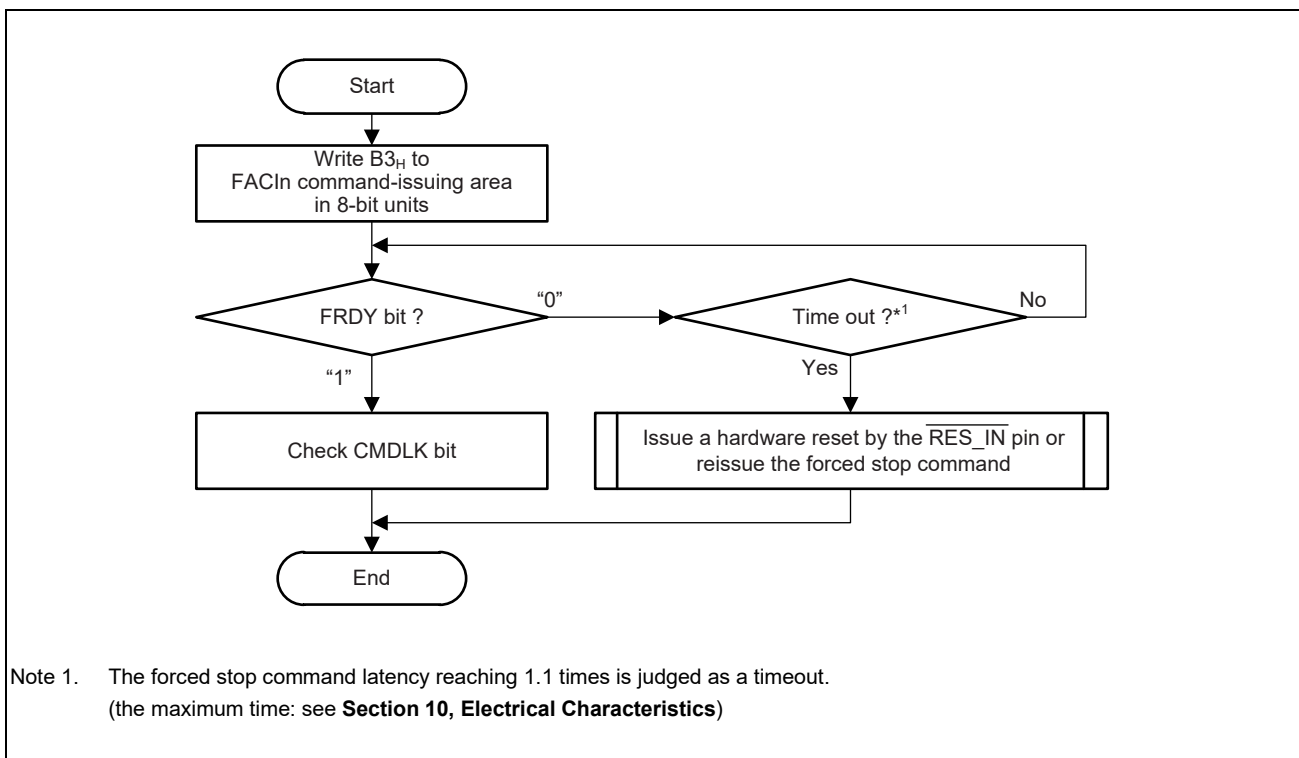 Start
Write B3H to
FACIn command-issuing area
in 8-bit units
FRDY bit ?
“0”
Time out ?*1
No
“1”
Yes
Check CMDLK bit
Issue a hardware reset by the RES_IN pin or
reissue the forced stop command
End
Note 1. The forced stop command latency reaching 1.1 times is judged as a timeout.
(the maximum time: see Section 10, Electrical Characteristics)